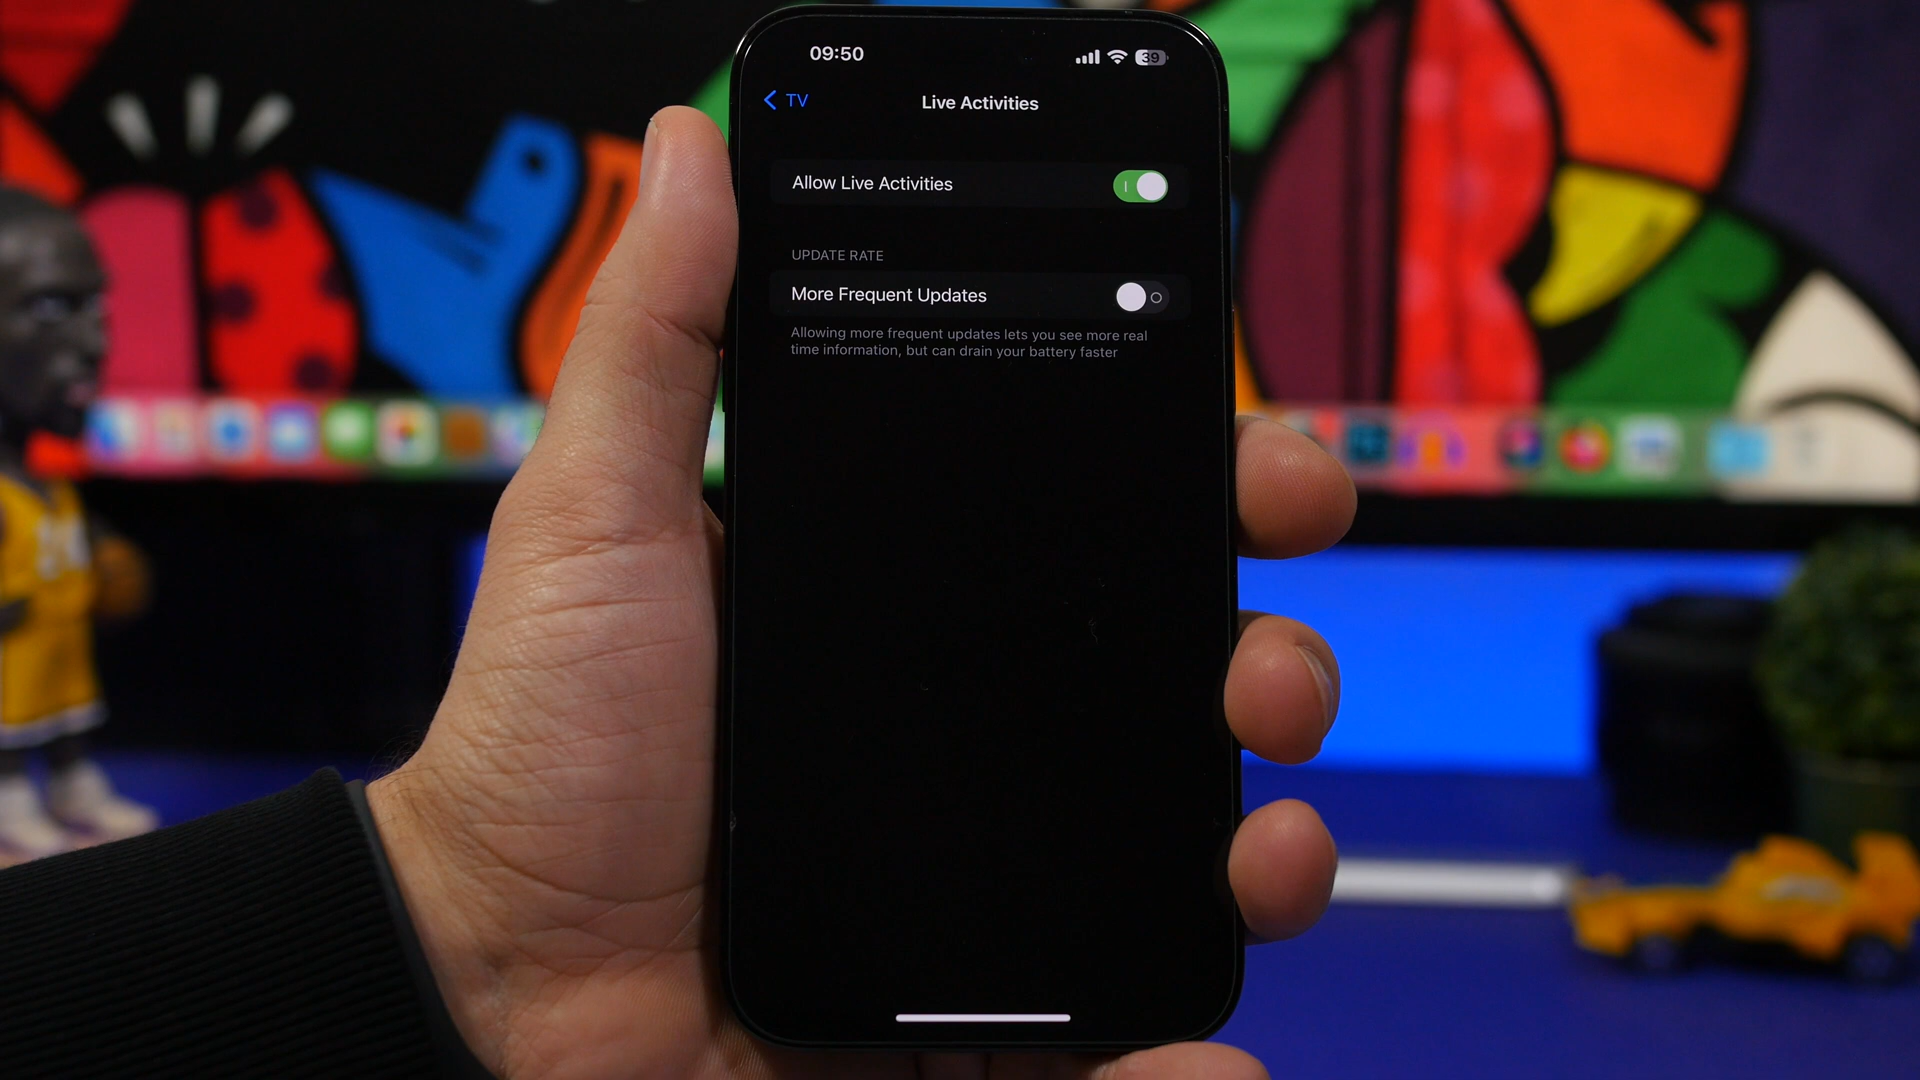 09:50
39
TV
Live Activities
Allow Live Activities
UPDATE RATE
More Frequent Updates
Allowing more frequent updates lets you see more real
time information, but can drain your battery faster